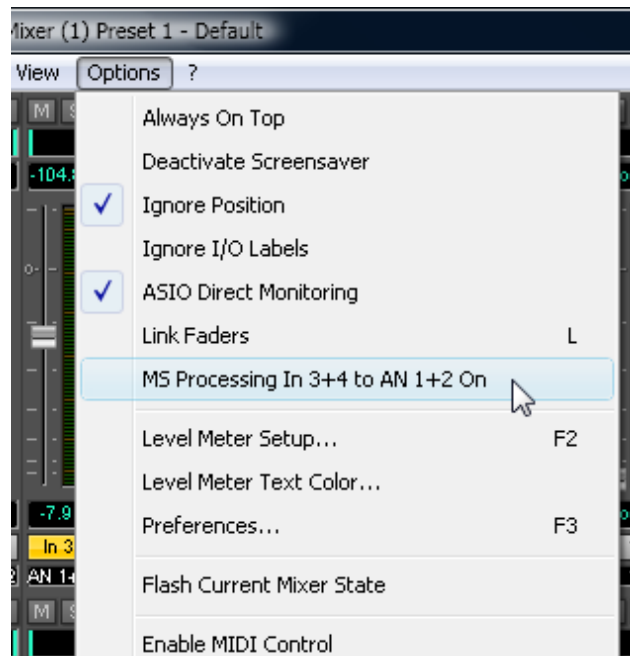 Mixer (1) Preset 1 - Default
View Options ?
M
Always On Top
Deactivate Screensaver
-104.8
Ignore Position
Ignore I/O Labels
0-
ASIO Direct Monitoring
Link Faders L
MS Processing In 3+4 to AN 1+2 On
Level Meter Setup... F2
Level Meter Text Color...
-7.9
Preferences... F3
In 3
AN 1+
Flash Current Mixer State
M
Enable MIDI Control